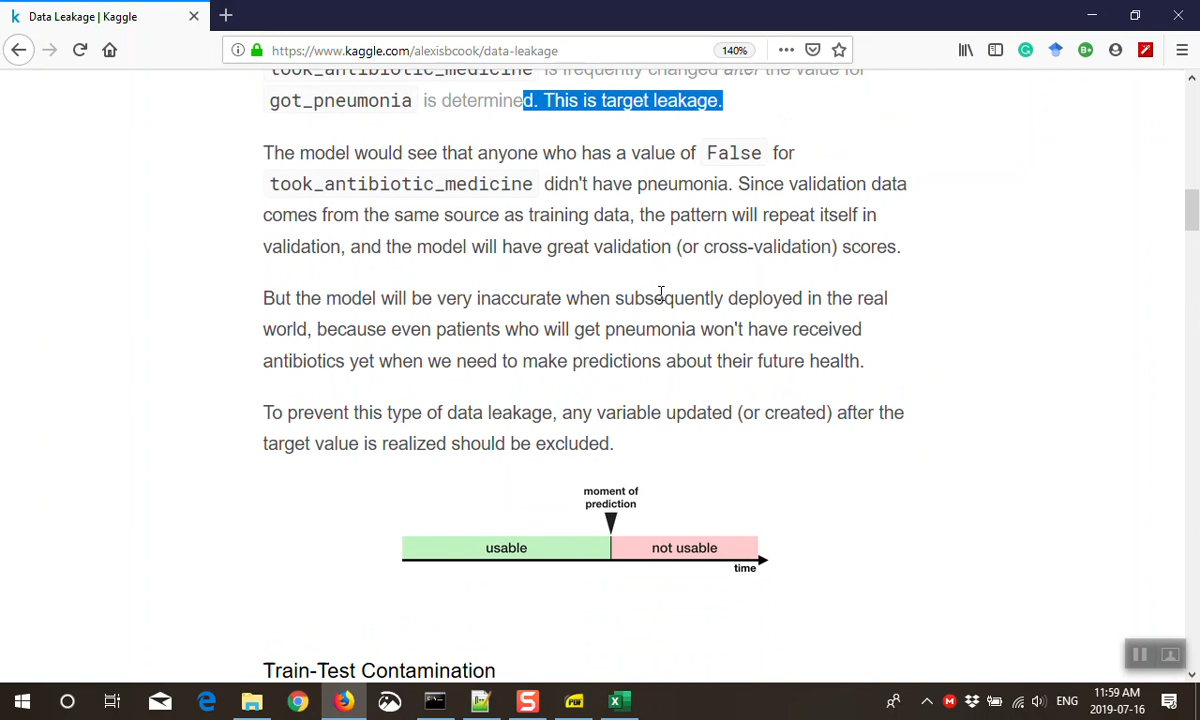 Data Leakage | Kaggle
https://www.kaggle.com/alexisbcook/data-leakage
140%
took_antibiotic_medicine is frequently changed after the value for
got_pneumonia is determined. This is target leakage.
The model would see that anyone who has a value of False for
took_antibiotic_medicine didn't have pneumonia. Since validation data
comes from the same source as training data, the pattern will repeat itself in
validation, and the model will have great validation (or cross-validation) scores.
But the model will be very inaccurate when subsequently deployed in the real
world, because even patients who will get pneumonia won't have received
antibiotics yet when we need to make predictions about their future health.
To prevent this type of data leakage, any variable updated (or created) after the
target value is realized should be excluded.
moment of
prediction
usable
not usable
time
Train-Test Contamination
ENG
11:59 AM
2019-07-16